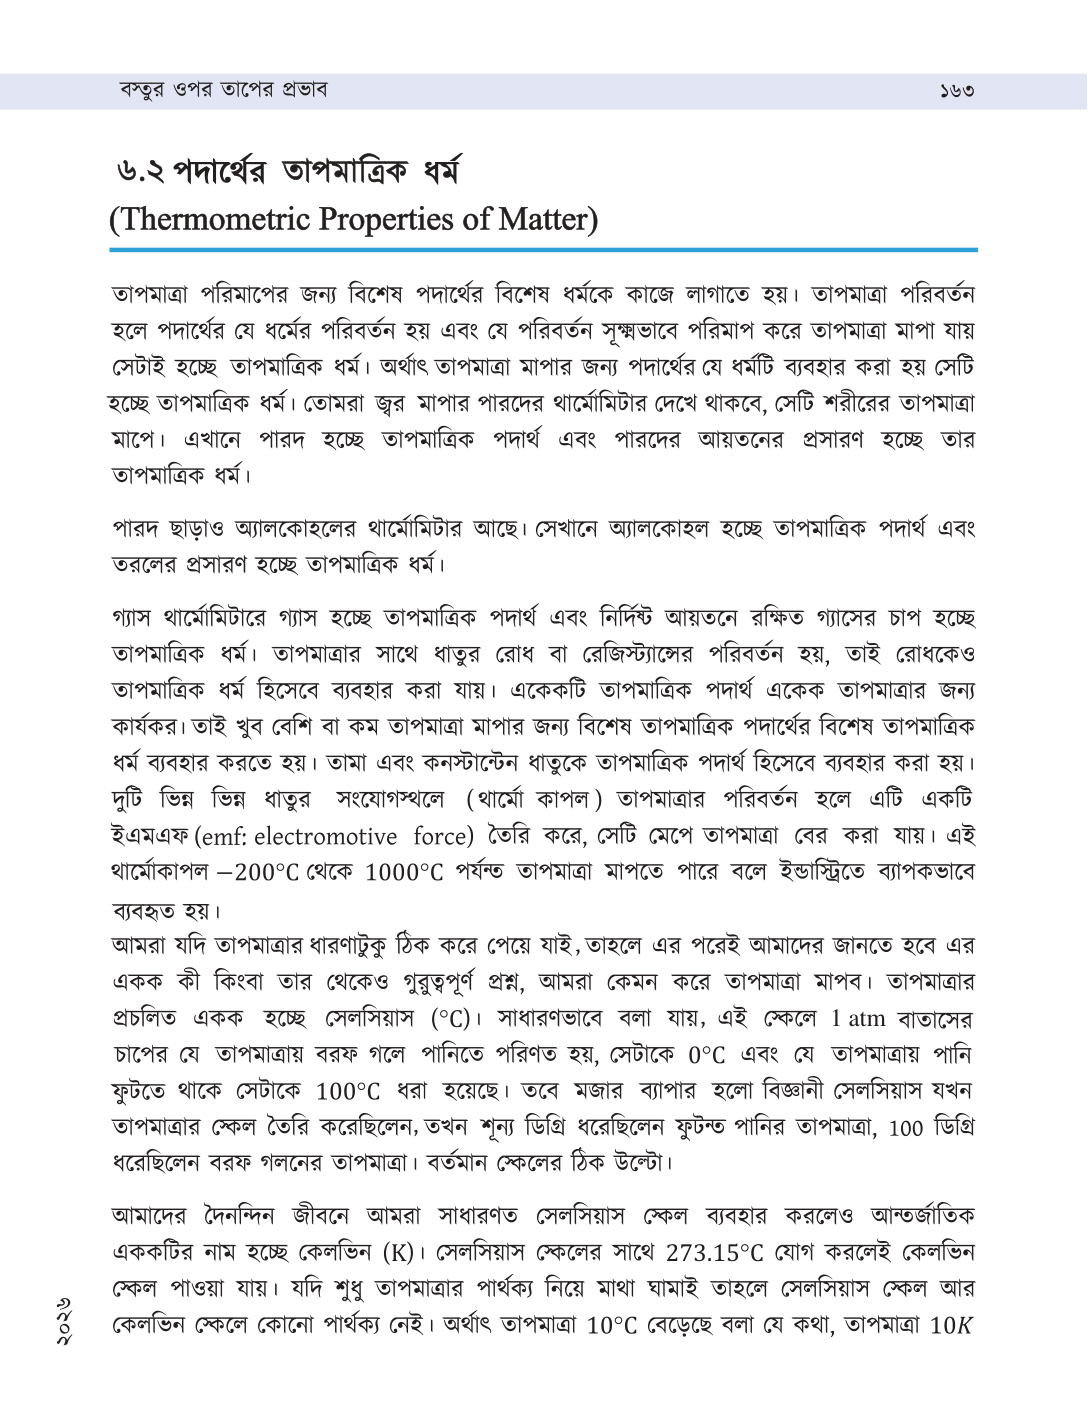 বস্তুর ওপর তাপের প্রভাব ১৬৩
৬.২ পদার্থের তাপমাত্রিক ধর্ম
(Thermometric Properties of Matter)
তাপমাত্রা পরিমাপের জন্য বিশেষ পদার্থের বিশেষ ধর্মকে কাজে লাগাতে হয়। তাপমাত্রা পরিবর্তন
হলে পদার্থের যে ধর্মের পরিবর্তন হয় এবং যে পরিবর্তন সূক্ষ্মভাবে পরিমাপ করে তাপমাত্রা মাপা যায়
সেটাই হচ্ছে তাপমাত্রিক ধর্ম। অর্থাৎ তাপমাত্রা মাপার জন্য পদার্থের যে ধর্মটি ব্যবহার করা হয় সেটি
হচ্ছে তাপমাত্রিক ধর্ম। তোমরা জ্বর মাপার পারদের থার্মোমিটার দেখে থাকবে, সেটি শরীরের তাপমাত্রা
মাপে। এখানে পারদ হচ্ছে তাপমাত্রিক পদার্থ এবং পারদের আয়তনের প্রসারণ হচ্ছে তার
তাপমাত্রিক ধর্ম।
পারদ ছাড়াও অ্যালকোহলের থার্মোমিটার আছে। সেখানে অ্যালকোহল হচ্ছে তাপমাত্রিক পদার্থ এবং
তরলের প্রসারণ হচ্ছে তাপমাত্রিক ধর্ম।
গ্যাস থার্মোমিটারে গ্যাস হচ্ছে তাপমাত্রিক পদার্থ এবং নির্দিষ্ট আয়তনে রক্ষিত গ্যাসের চাপ হচ্ছে
তাপমাত্রিক ধর্ম। তাপমাত্রার সাথে ধাতুর রোধ বা রেজিস্ট্যান্সের পরিবর্তন হয়, তাই রোধকেও
তাপমাত্রিক ধর্ম হিসেবে ব্যবহার করা যায়। একেকটি তাপমাত্রিক পদার্থ একেক তাপমাত্রার জন্য
কার্যকর। তাই খুব বেশি বা কম তাপমাত্রা মাপার জন্য বিশেষ তাপমাত্রিক পদার্থের বিশেষ তাপমাত্রিক
ধর্ম ব্যবহার করতে হয়। তামা এবং কনস্টান্টেন ধাতুকে তাপমাত্রিক পদার্থ হিসেবে ব্যবহার করা হয়।
দুটি ভিন্ন ভিন্ন ধাতুর সংযোগস্থলে (থার্মো কাপল) তাপমাত্রার পরিবর্তন হলে এটি একটি
ইএমএফ (emf: electromotive force) তৈরি করে, সেটি মেপে তাপমাত্রা বের করা যায়। এই
থার্মোকাপল −200°C থেকে 1000°C পর্যন্ত তাপমাত্রা মাপতে পারে বলে ইন্ডাস্ট্রিতে ব্যাপকভাবে
ব্যবহৃত হয়।
আমরা যদি তাপমাত্রার ধারণাটুকু ঠিক করে পেয়ে যাই, তাহলে এর পরেই আমাদের জানতে হবে এর
একক কী কিংবা তার থেকেও গুরুত্বপূর্ণ প্রশ্ন, আমরা কেমন করে তাপমাত্রা মাপব। তাপমাত্রার
প্রচলিত একক হচ্ছে সেলসিয়াস (°C)। সাধারণভাবে বলা যায়, এই স্কেলে 1 atm বাতাসের
চাপের যে তাপমাত্রায় বরফ গলে পানিতে পরিণত হয়, সেটাকে 0°C এবং যে তাপমাত্রায় পানি
ফুটতে থাকে সেটাকে 100°C ধরা হয়েছে। তবে মজার ব্যাপার হলো বিজ্ঞানী সেলসিয়াস যখন
তাপমাত্রার স্কেল তৈরি করেছিলেন, তখন শূন্য ডিগ্রি ধরেছিলেন ফুটন্ত পানির তাপমাত্রা, 100 ডিগ্রি
ধরেছিলেন বরফ গলনের তাপমাত্রা। বর্তমান স্কেলের ঠিক উল্টো।
আমাদের দৈনন্দিন জীবনে আমরা সাধারণত সেলসিয়াস স্কেল ব্যবহার করলেও আন্তর্জাতিক
এককটির নাম হচ্ছে কেলভিন (K)। সেলসিয়াস স্কেলের সাথে 273.15°C যোগ করলেই কেলভিন
স্কেল পাওয়া যায়। যদি শুধু তাপমাত্রার পার্থক্য নিয়ে মাথা ঘামাই তাহলে সেলসিয়াস স্কেল আর
কেলভিন স্কেলে কোনো পার্থক্য নেই। অর্থাৎ তাপমাত্রা 10°C বেড়েছে বলা যে কথা, তাপমাত্রা 10K
২০২৬